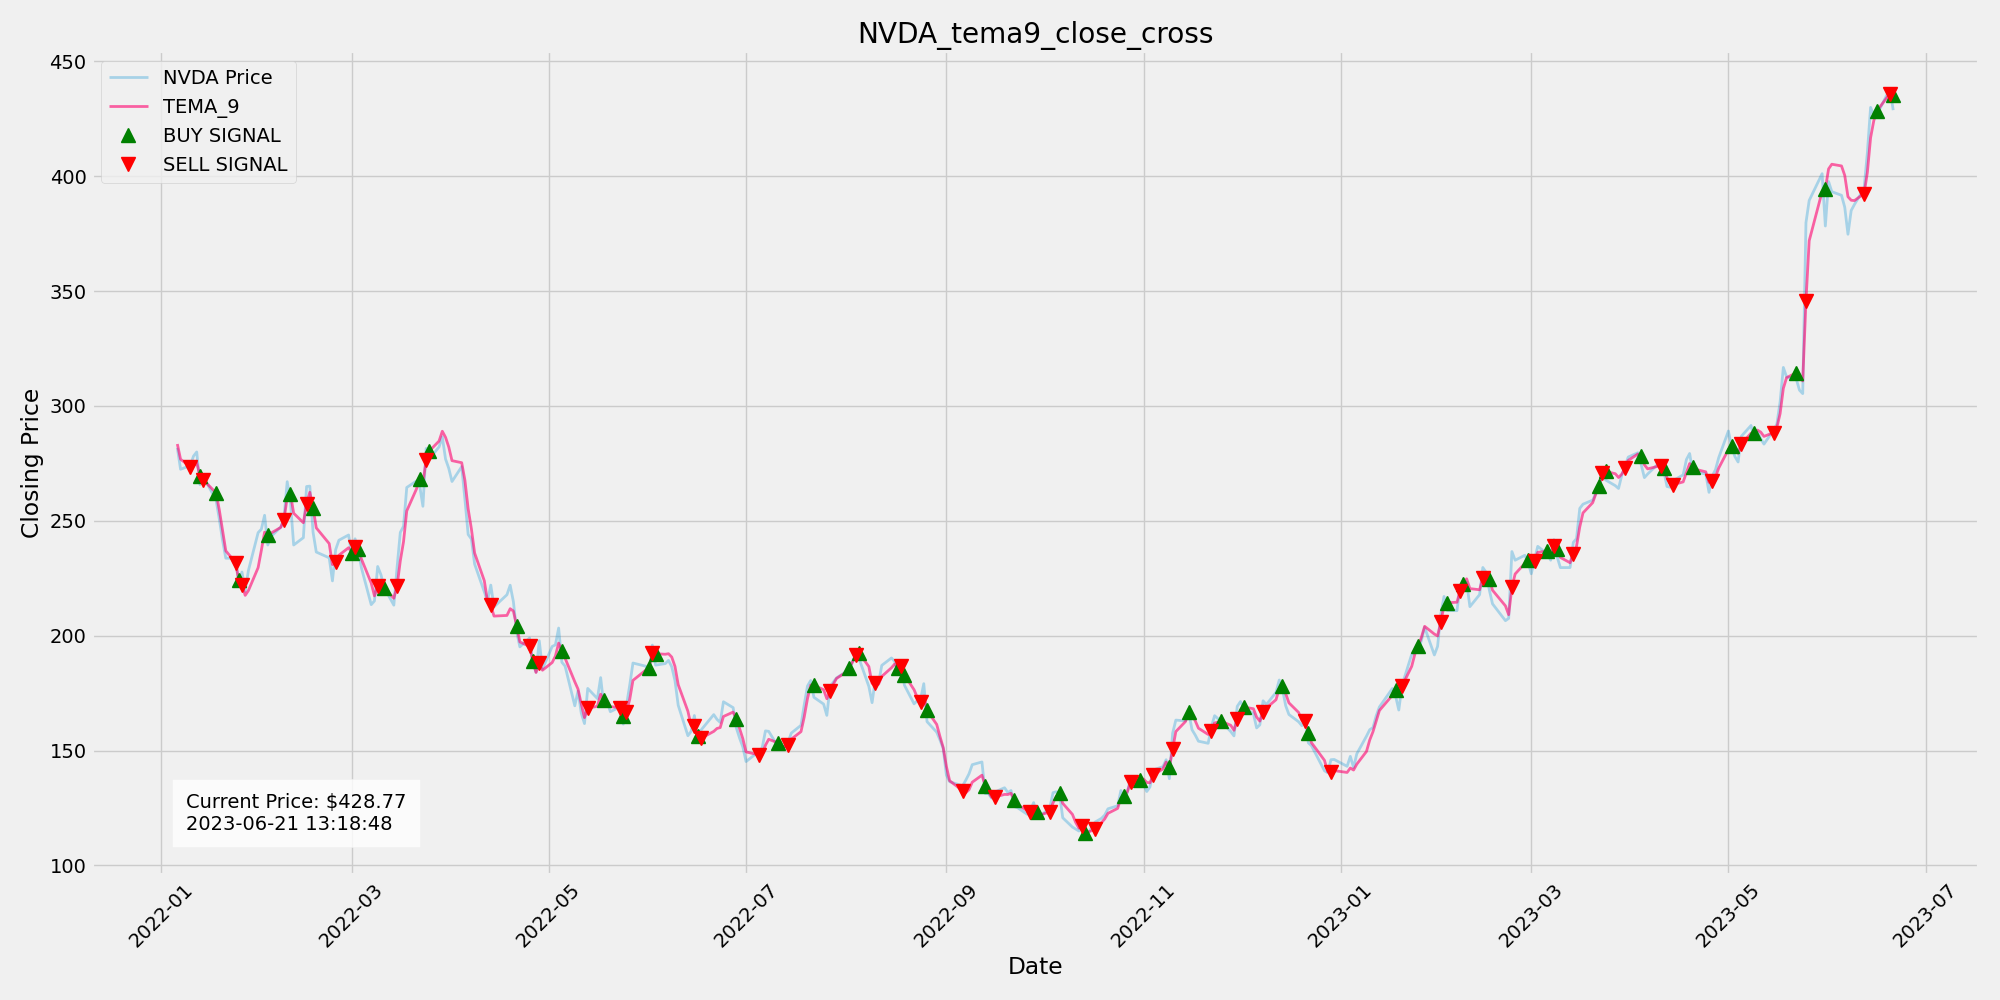 NVDA_tema9_close_cross
NVDA Price
TEMA_9
BUY SIGNAL
SELL SIGNAL
Closing Price
450
400
350
300
250
200
150
100
Current Price: $428.77
2023-06-21 13:18:48
2022-01
2022-03
2022-05
2022-07
2022-09
2022-11
2023-01
2023-03
2023-05
2023-07
Date